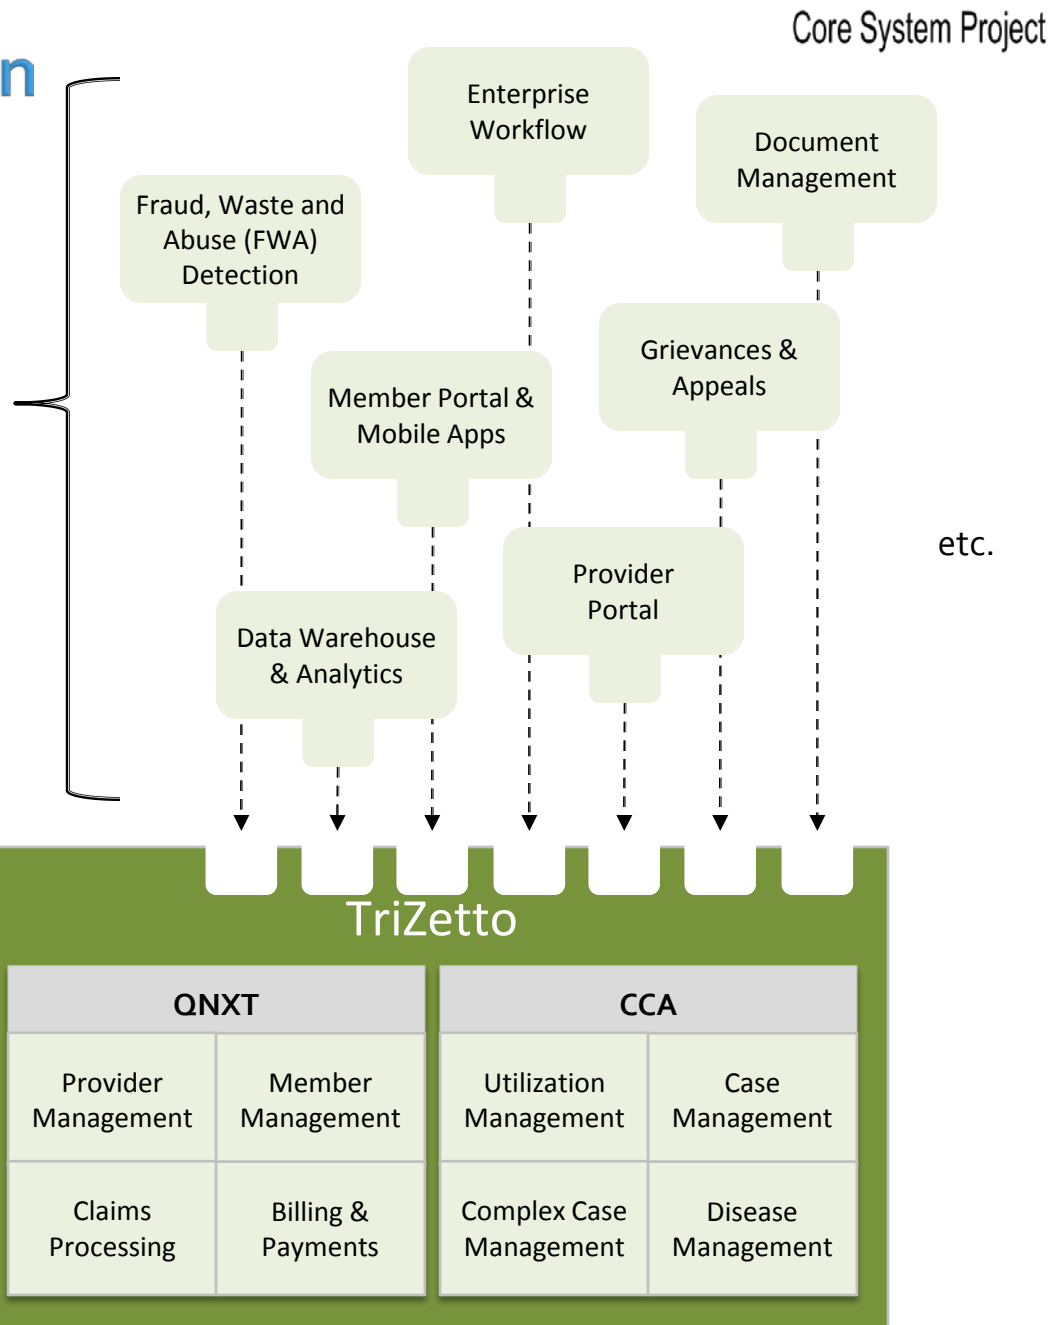 Core System Project
n
Enterprise
Workflow
Document
Management
Fraud, Waste and
Abuse (FWA)
Detection
Grievances &
Appeals
Member Portal &
Mobile Apps
etc.
Provider
Portal
Data Warehouse
& Analytics
TriZetto
QNXT
CCA
Provider
Management
Member
Management
Utilization
Management
Case
Management
Claims
Processing
Billing &
Payments
Complex Case
Management
Disease
Management